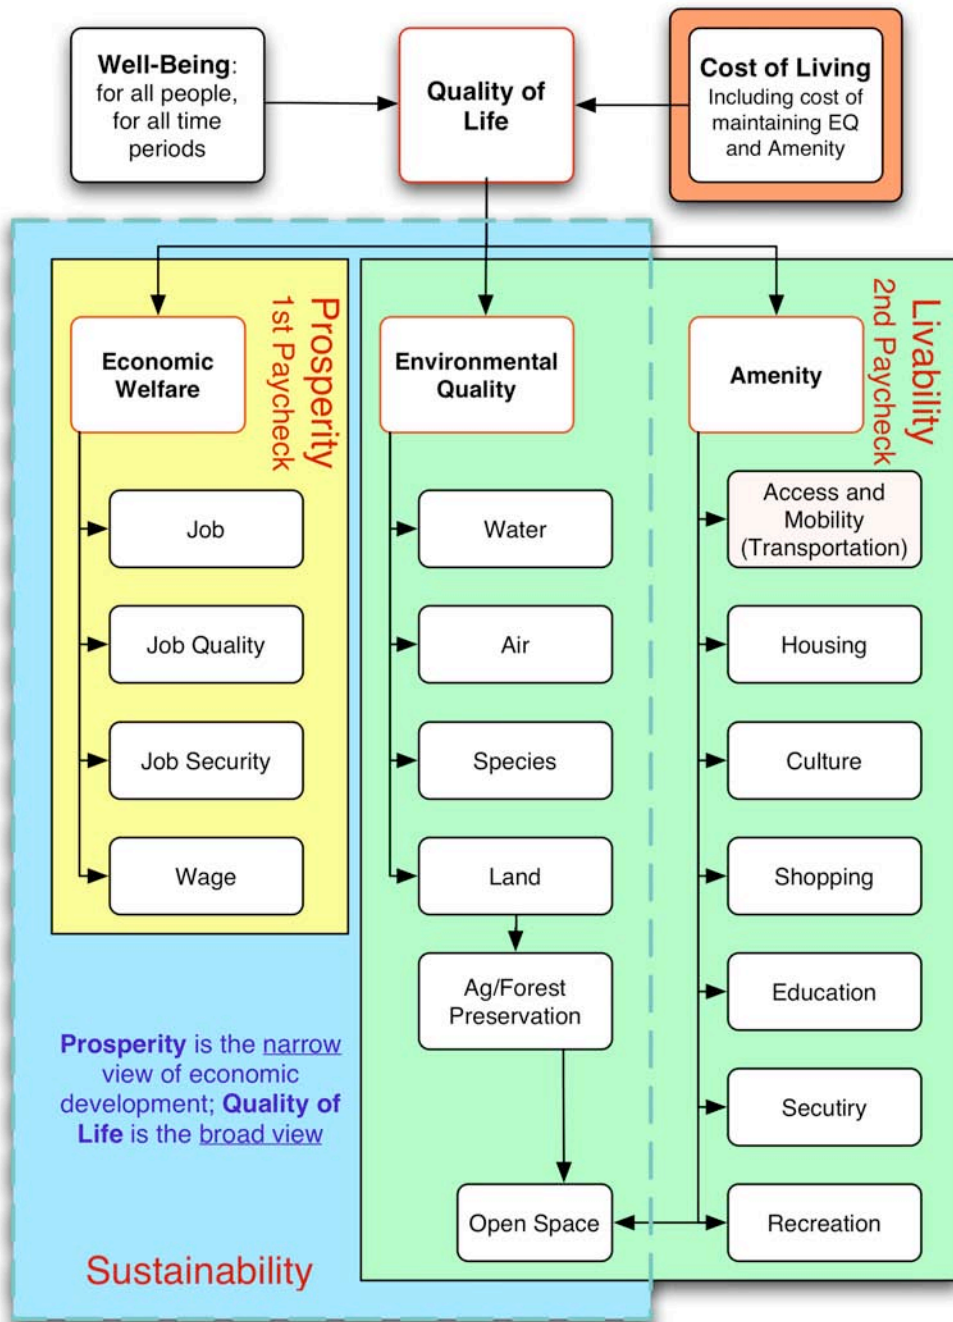 Well-Being:
for all people,
for all time
periods
Quality of
Life
Cost of Living
Including cost of
maintaining EQ
and Amenity
Prosperity
1st Paycheck
Livability
2nd Paycheck
Economic
Welfare
Environmental
Quality
Amenity
Job
Job Quality
Job Security
Wage
Water
Air
Species
Land
Ag/Forest
Preservation
Open Space
Access and
Mobility
(Transportation)
Housing
Culture
Shopping
Education
Secutiry
Recreation
Prosperity is the narrow
view of economic
development; Quality of
Life is the broad view
Sustainability